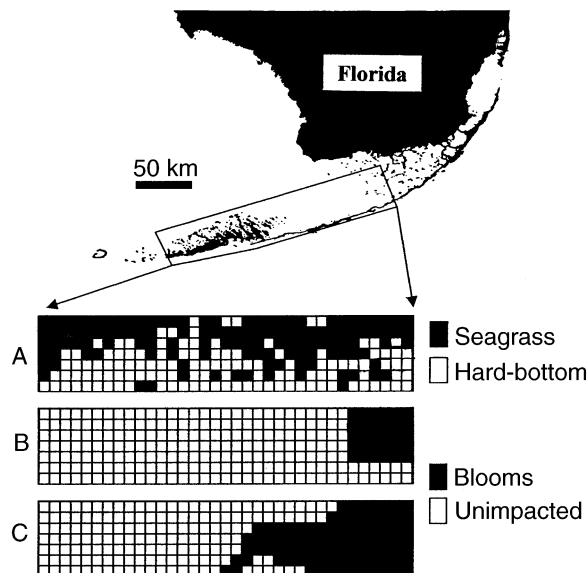 Florida
50 km
A
Seagrass
Hard-bottom
B
Blooms
Unimpacted
C